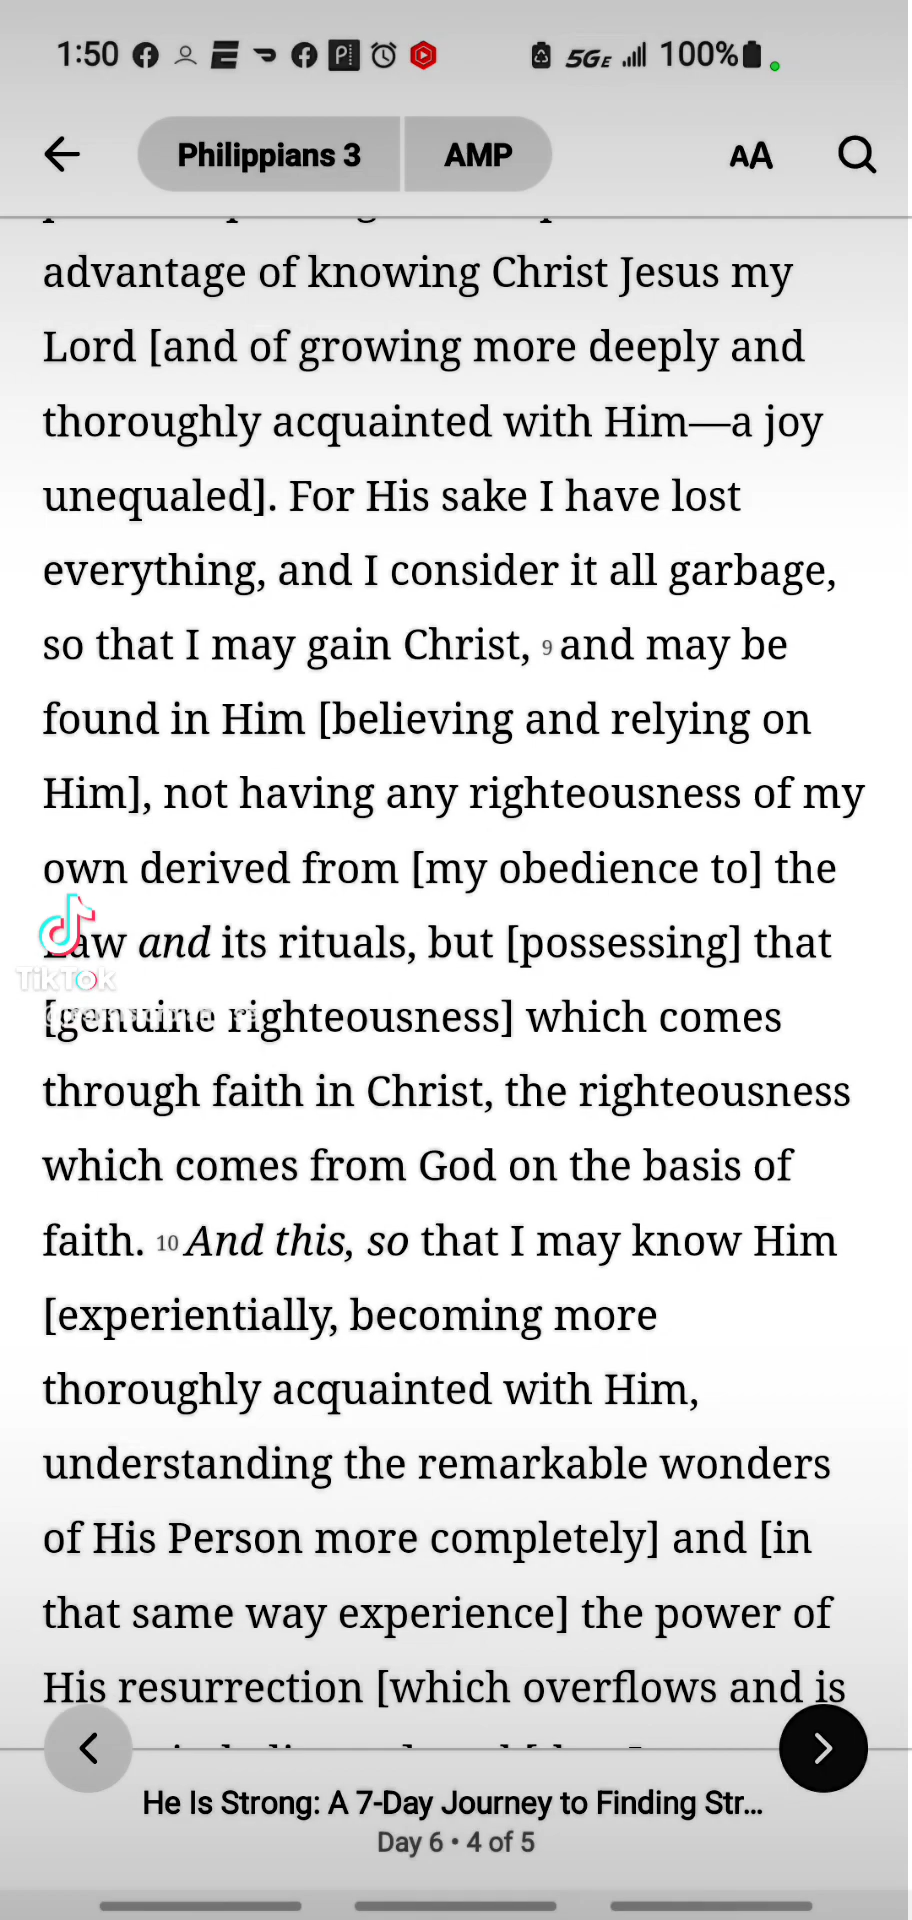 1:50
5GE
100%
Philippians 3
AMP
AA
advantage of knowing Christ Jesus my
Lord [and of growing more deeply and
thoroughly acquainted with Him—a joy
unequaled]. For His sake I have lost
everything, and I consider it all garbage,
so that I may gain Christ, 9 and may be
found in Him [believing and relying on
Him], not having any righteousness of my
own derived from [my obedience to] the
Law and its rituals, but [possessing] that
TikTok
[genuine righteousness] which comes
through faith in Christ, the righteousness
which comes from God on the basis of
faith. 10 And this, so that I may know Him
[experientially, becoming more
thoroughly acquainted with Him,
understanding the remarkable wonders
of His Person more completely] and [in
that same way experience] the power of
His resurrection [which overflows and is
He Is Strong: A 7-Day Journey to Finding Str...
Day 6 • 4 of 5